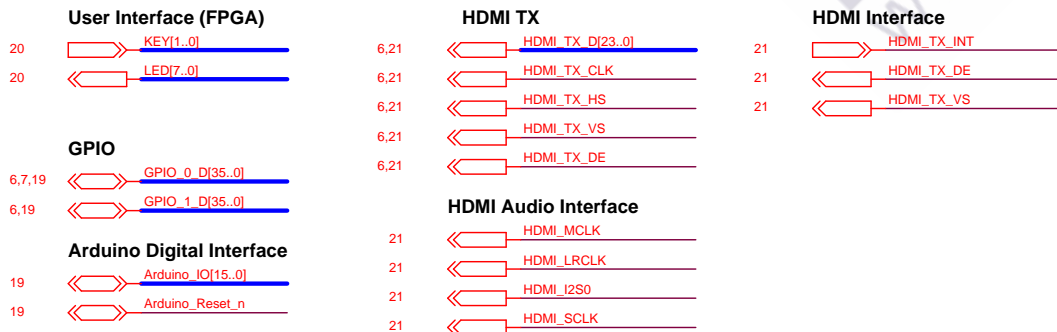 User Interface (FPGA)
20 KEY[1..0]
20 LED[7..0]
GPIO
6,7,19 GPIO_0_D[35..0]
6,19 GPIO_1_D[35..0]
Arduino Digital Interface
19 Arduino_IO[15..0]
19 Arduino_Reset_n
HDMI TX
6,21 HDMI_TX_D[23..0]
6,21 HDMI_TX_CLK
6,21 HDMI_TX_HS
6,21 HDMI_TX_VS
6,21 HDMI_TX_DE
HDMI Audio Interface
21 HDMI_MCLK
21 HDMI_LRCLK
21 HDMI_I2S0
21 HDMI_SCLK
HDMI Interface
21 HDMI_TX_INT
21 HDMI_TX_DE
21 HDMI_TX_VS